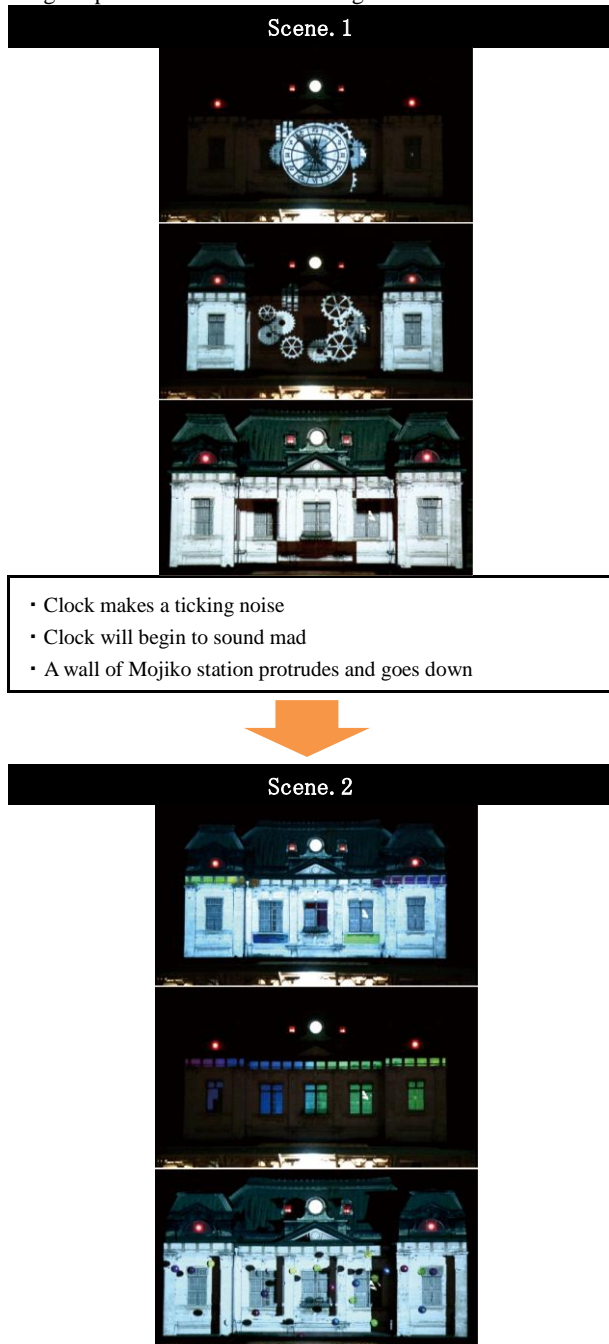 Scene.1
・Clock makes a ticking noise
・Clock will begin to sound mad
・A wall of Mojiko station protrudes and goes down
Scene.2